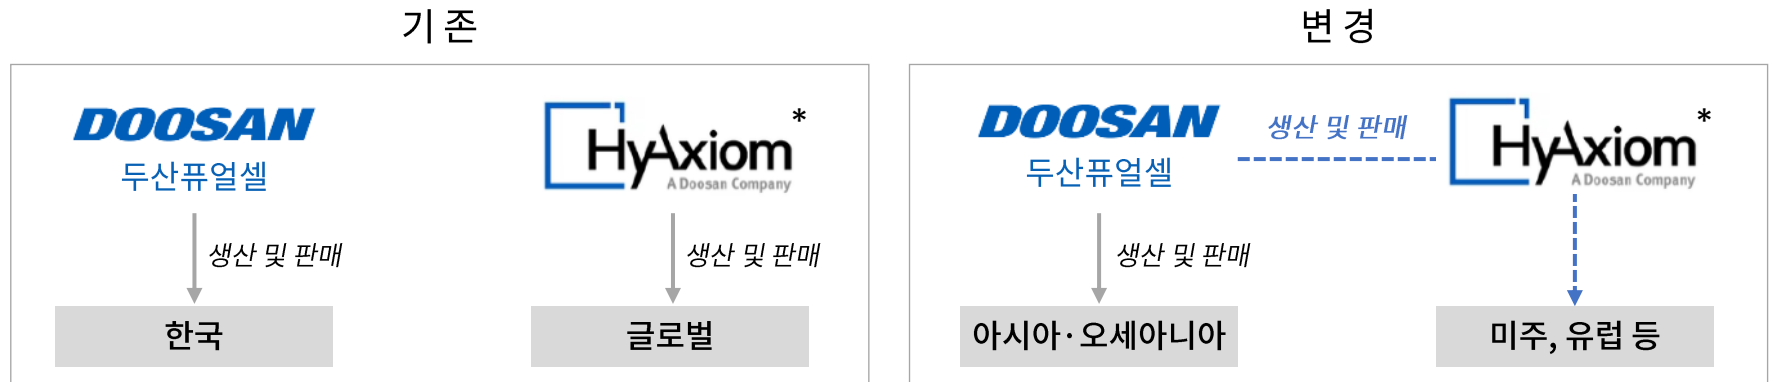 기 존
DOOSAN
두산퓨얼셀
HyAxiom *
A Doosan Company
생산 및 판매
생산 및 판매
한국
글로벌
변 경
DOOSAN
두산퓨얼셀
생산 및 판매
HyAxiom *
A Doosan Company
생산 및 판매
아시아·오세아니아
미주, 유럽 등